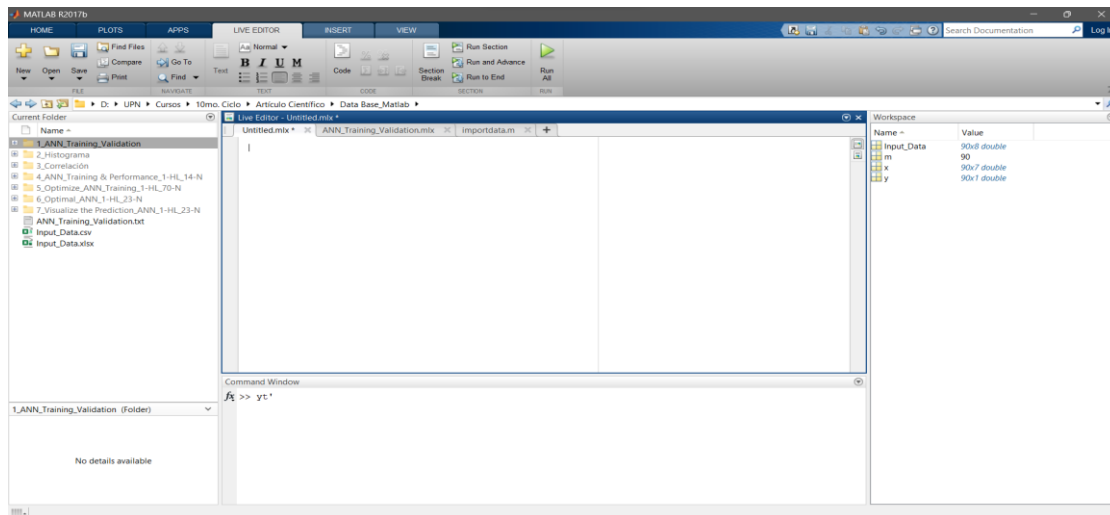 MATLAB R2017b
HOME PLOTS APPS LIVE EDITOR INSERT VIEW
Search Documentation Log In
New Open Save Find Files Compare Print Go To Find
FILE NAVIGATE
Text Normal B I U M
TEXT
Code
CODE
Section Break Run Section Run and Advance Run to End
SECTION
Run All
RUN
D: UPN Cursos 10mo. Ciclo Artículo Científico Data Base_Matlab
Current Folder
Name
1_ANN_Training_Validation
2_Histograma
3_Correlación
4_ANN_Training & Performance_1-HL_14-N
5_Optimize_ANN_Training_1-HL_70-N
6_Optimal_ANN_1-HL_23-N
7_Visualize the Prediction_ANN_1-HL_23-N
ANN_Training_Validation.txt
Input_Data.csv
Input_Data.xlsx
1_ANN_Training_Validation (Folder)
No details available
Live Editor - Untitled.mlx *
Untitled.mlx * ANN_Training_Validation.mlx importdata.m +
Command Window
fx >> yt'
Workspace
Name Value
Input_Data 90x8 double
m 90
x 90x7 double
y 90x1 double